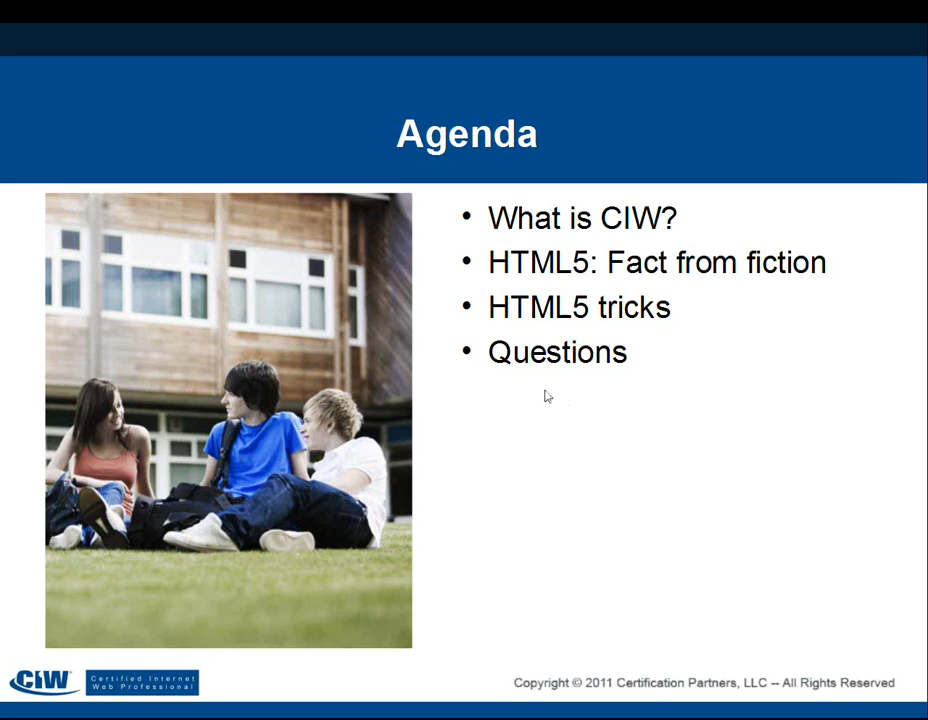 Agenda
• What is CIW?
• HTML5: Fact from fiction
• HTML5 tricks
• Questions
CIW
Certified Internet
Web Professional
Copyright © 2011 Certification Partners, LLC -- All Rights Reserved